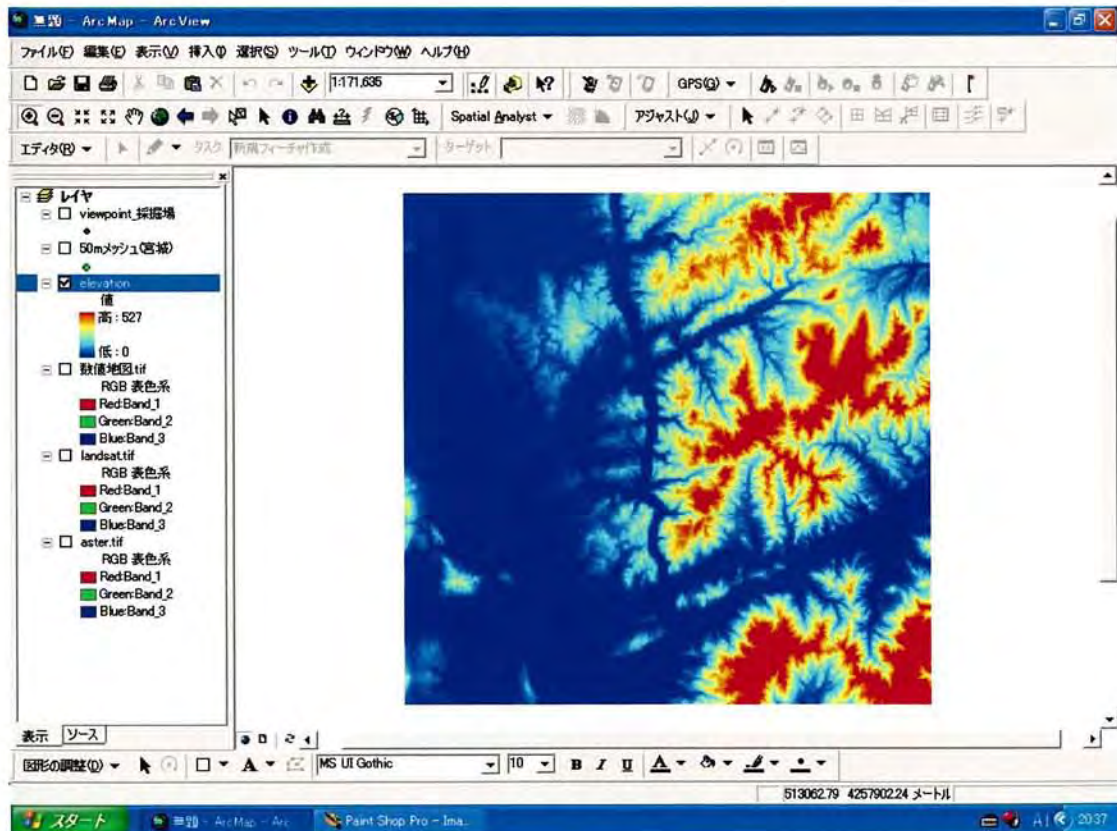 無題 - ArcMap - ArcView
ファイル(F) 編集(E) 表示(V) 挿入(I) 選択(S) ツール(T) ウィンドウ(W) ヘルプ(H)
1:171,635
GPS(G)
Spatial Analyst
アジャスト(J)
エディタ(R)
タスク
新規フィーチャ作成
ターゲット
レイヤ
viewpoint_採掘場
50mメッシュ(宮城)
elevation
値
高 : 527
低 : 0
数値地図.tif
RGB 表色系
Red:Band_1
Green:Band_2
Blue:Band_3
landsat.tif
RGB 表色系
Red:Band_1
Green:Band_2
Blue:Band_3
aster.tif
RGB 表色系
Red:Band_1
Green:Band_2
Blue:Band_3
表示 ソース
図形の調整(D)
A
MS UI Gothic
10
B I U A
513062.79 4257902.24 メートル
スタート
無題 - ArcMap - Arc
Paint Shop Pro - Ima...
A 20:37